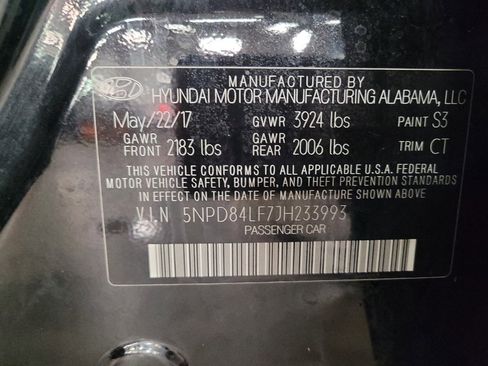 MANUFACTURED BY
HYUNDAI MOTOR MANUFACTURING ALABAMA, LLC
May/22/17 GVWR 3924 lbs PAINT S3
GAWR FRONT 2183 lbs GAWR REAR 2006 lbs TRIM CT
THIS VEHICLE CONFORMS TO ALL APPLICABLE U.S.A. FEDERAL
MOTOR VEHICLE SAFETY, BUMPER, AND THEFT PREVENTION STANDARDS
IN EFFECT ON THE DATE OF MANUFACTURE SHOWN ABOVE
V.I.N 5NPD84LF7JH233993
PASSENGER CAR